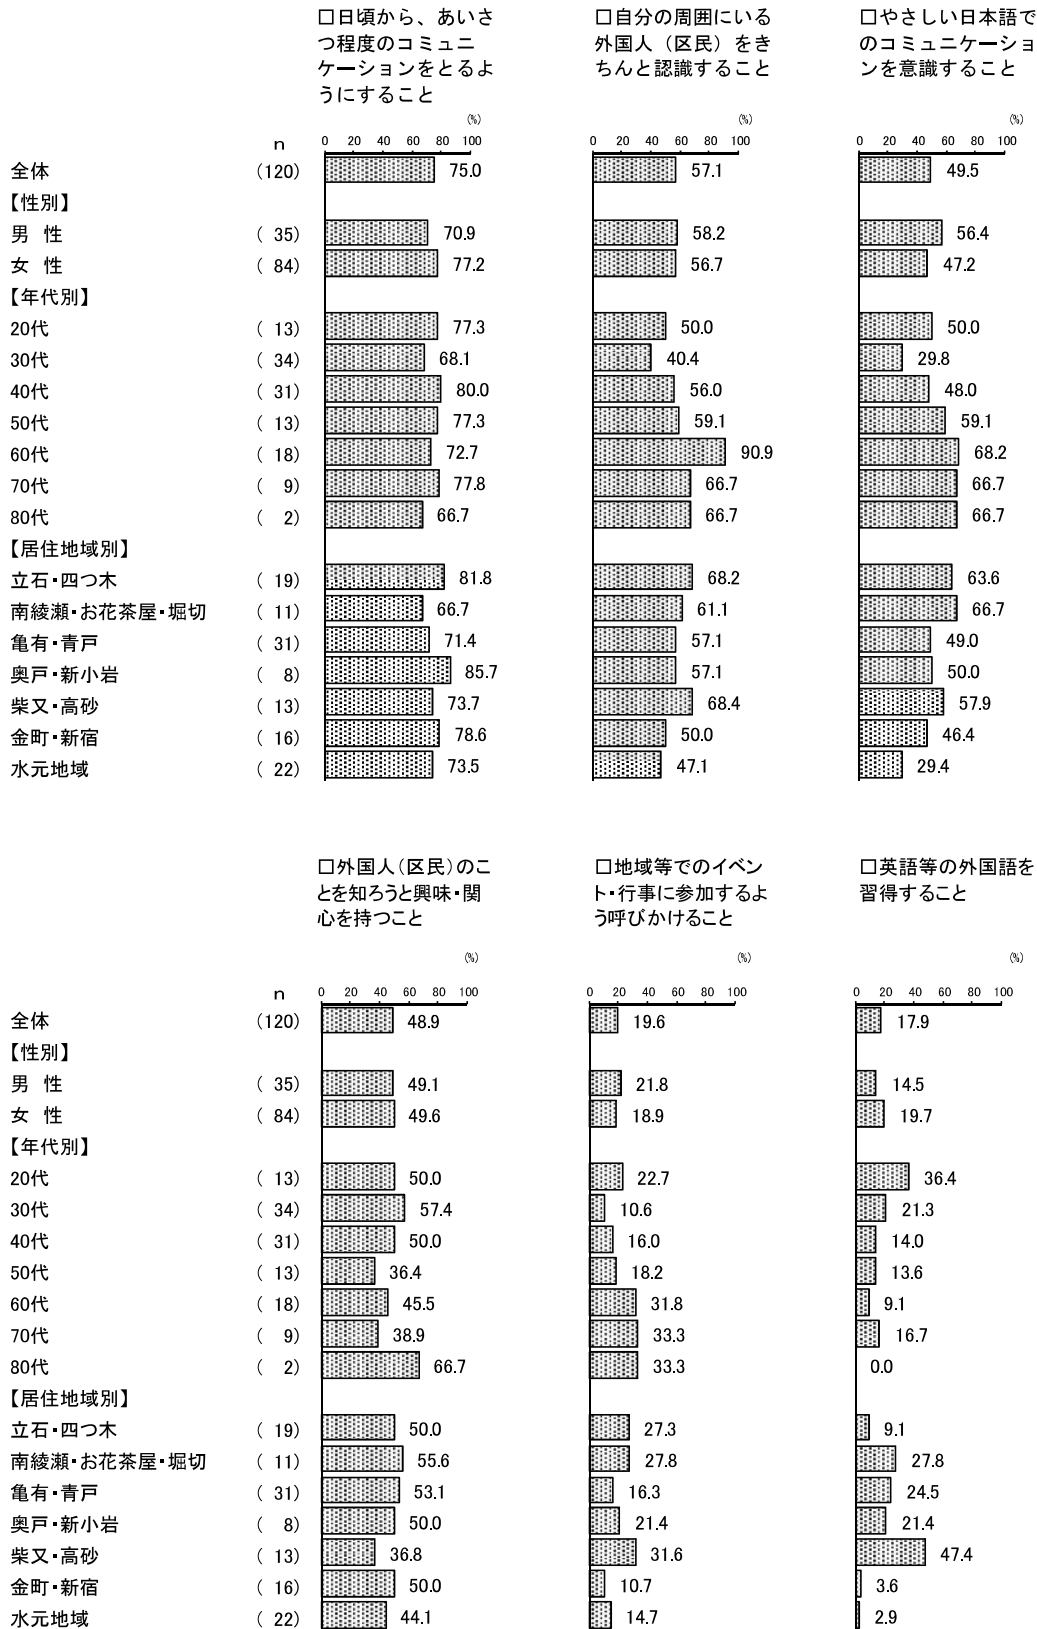 □日頃から、あいさ
つ程度のコミュニ
ケーションをとるよ
うにすること
□自分の周囲にいる
外国人（区民）をき
ちんと認識すること
□やさしい日本語で
のコミュニケーショ
ンを意識すること
(%) (%) (%)
n 0 20 40 60 80 100 0 20 40 60 80 100 0 20 40 60 80 100
全体 (120) 75.0 57.1 49.5
【性別】
男 性 ( 35) 70.9 58.2 56.4
女 性 ( 84) 77.2 56.7 47.2
【年代別】
20代 ( 13) 77.3 50.0 50.0
30代 ( 34) 68.1 40.4 29.8
40代 ( 31) 80.0 56.0 48.0
50代 ( 13) 77.3 59.1 59.1
60代 ( 18) 72.7 90.9 68.2
70代 ( 9) 77.8 66.7 66.7
80代 ( 2) 66.7 66.7 66.7
【居住地域別】
立石・四つ木 ( 19) 81.8 68.2 63.6
南綾瀬・お花茶屋・堀切 ( 11) 66.7 61.1 66.7
亀有・青戸 ( 31) 71.4 57.1 49.0
奥戸・新小岩 ( 8) 85.7 57.1 50.0
柴又・高砂 ( 13) 73.7 68.4 57.9
金町・新宿 ( 16) 78.6 50.0 46.4
水元地域 ( 22) 73.5 47.1 29.4
□外国人（区民）のこ
とを知ろうと興味・関
心を持つこと
□地域等でのイベン
ト・行事に参加するよ
う呼びかけること
□英語等の外国語を
習得すること
(%) (%) (%)
n 0 20 40 60 80 100 0 20 40 60 80 100 0 20 40 60 80 100
全体 (120) 48.9 19.6 17.9
【性別】
男 性 ( 35) 49.1 21.8 14.5
女 性 ( 84) 49.6 18.9 19.7
【年代別】
20代 ( 13) 50.0 22.7 36.4
30代 ( 34) 57.4 10.6 21.3
40代 ( 31) 50.0 16.0 14.0
50代 ( 13) 36.4 18.2 13.6
60代 ( 18) 45.5 31.8 9.1
70代 ( 9) 38.9 33.3 16.7
80代 ( 2) 66.7 33.3 0.0
【居住地域別】
立石・四つ木 ( 19) 50.0 27.3 9.1
南綾瀬・お花茶屋・堀切 ( 11) 55.6 27.8 27.8
亀有・青戸 ( 31) 53.1 16.3 24.5
奥戸・新小岩 ( 8) 50.0 21.4 21.4
柴又・高砂 ( 13) 36.8 31.6 47.4
金町・新宿 ( 16) 50.0 10.7 3.6
水元地域 ( 22) 44.1 14.7 2.9